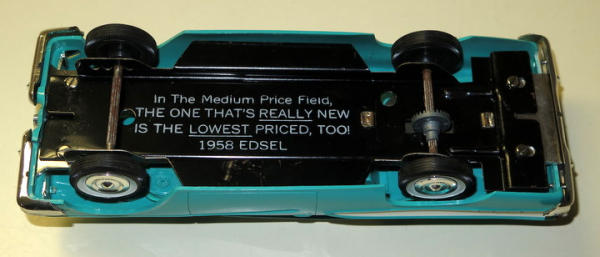 In The Medium Price Field,
THE ONE THAT'S REALLY NEW
IS THE LOWEST PRICED, TOO!
1958 EDSEL